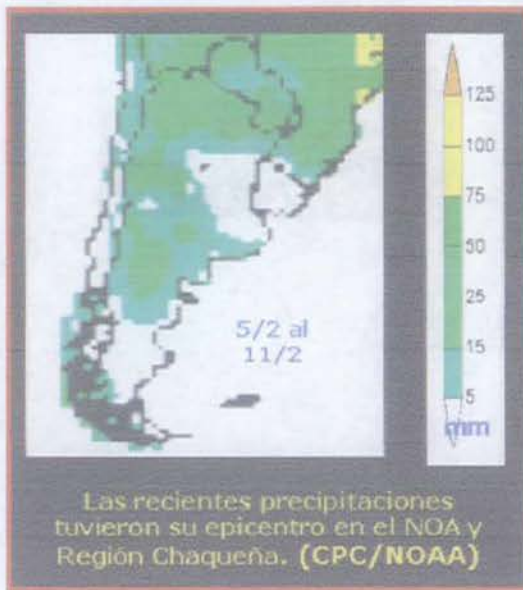 5/2 al
11/2
125
100
75
50
25
15
5
mm
Las recientes precipitaciones
tuvieron su epicentro en el NOA y
Región Chaqueña. (CPC/NOAA)